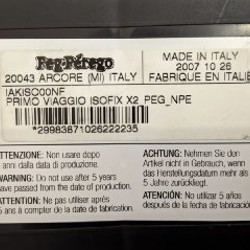 Peg-Pérego
20043 ARCORE (MI) ITALY
MADE IN ITALY
2007 10 26
FABRIQUE EN ITALIE
IAKISC00NF
PRIMO VIAGGIO ISOFIX X2 PEG_NPE
*29983871026222235*
ATTENZIONE: Non usare dopo 5
anni dalla data di produzione.
WARNING: Do not use after 5 years
have passed from date of production.
ATTENTION: Ne pas utiliser après
5 ans à compter de la date de fabrication.
ACHTUNG: Nehmen Sie den
Artikel nicht in Gebrauch, wenn
das Herstellungsdatum mehr als
5 Jahre zurückliegt.
ATENCIÓN: No utilizar 5 años
después de la fecha de fabricación.